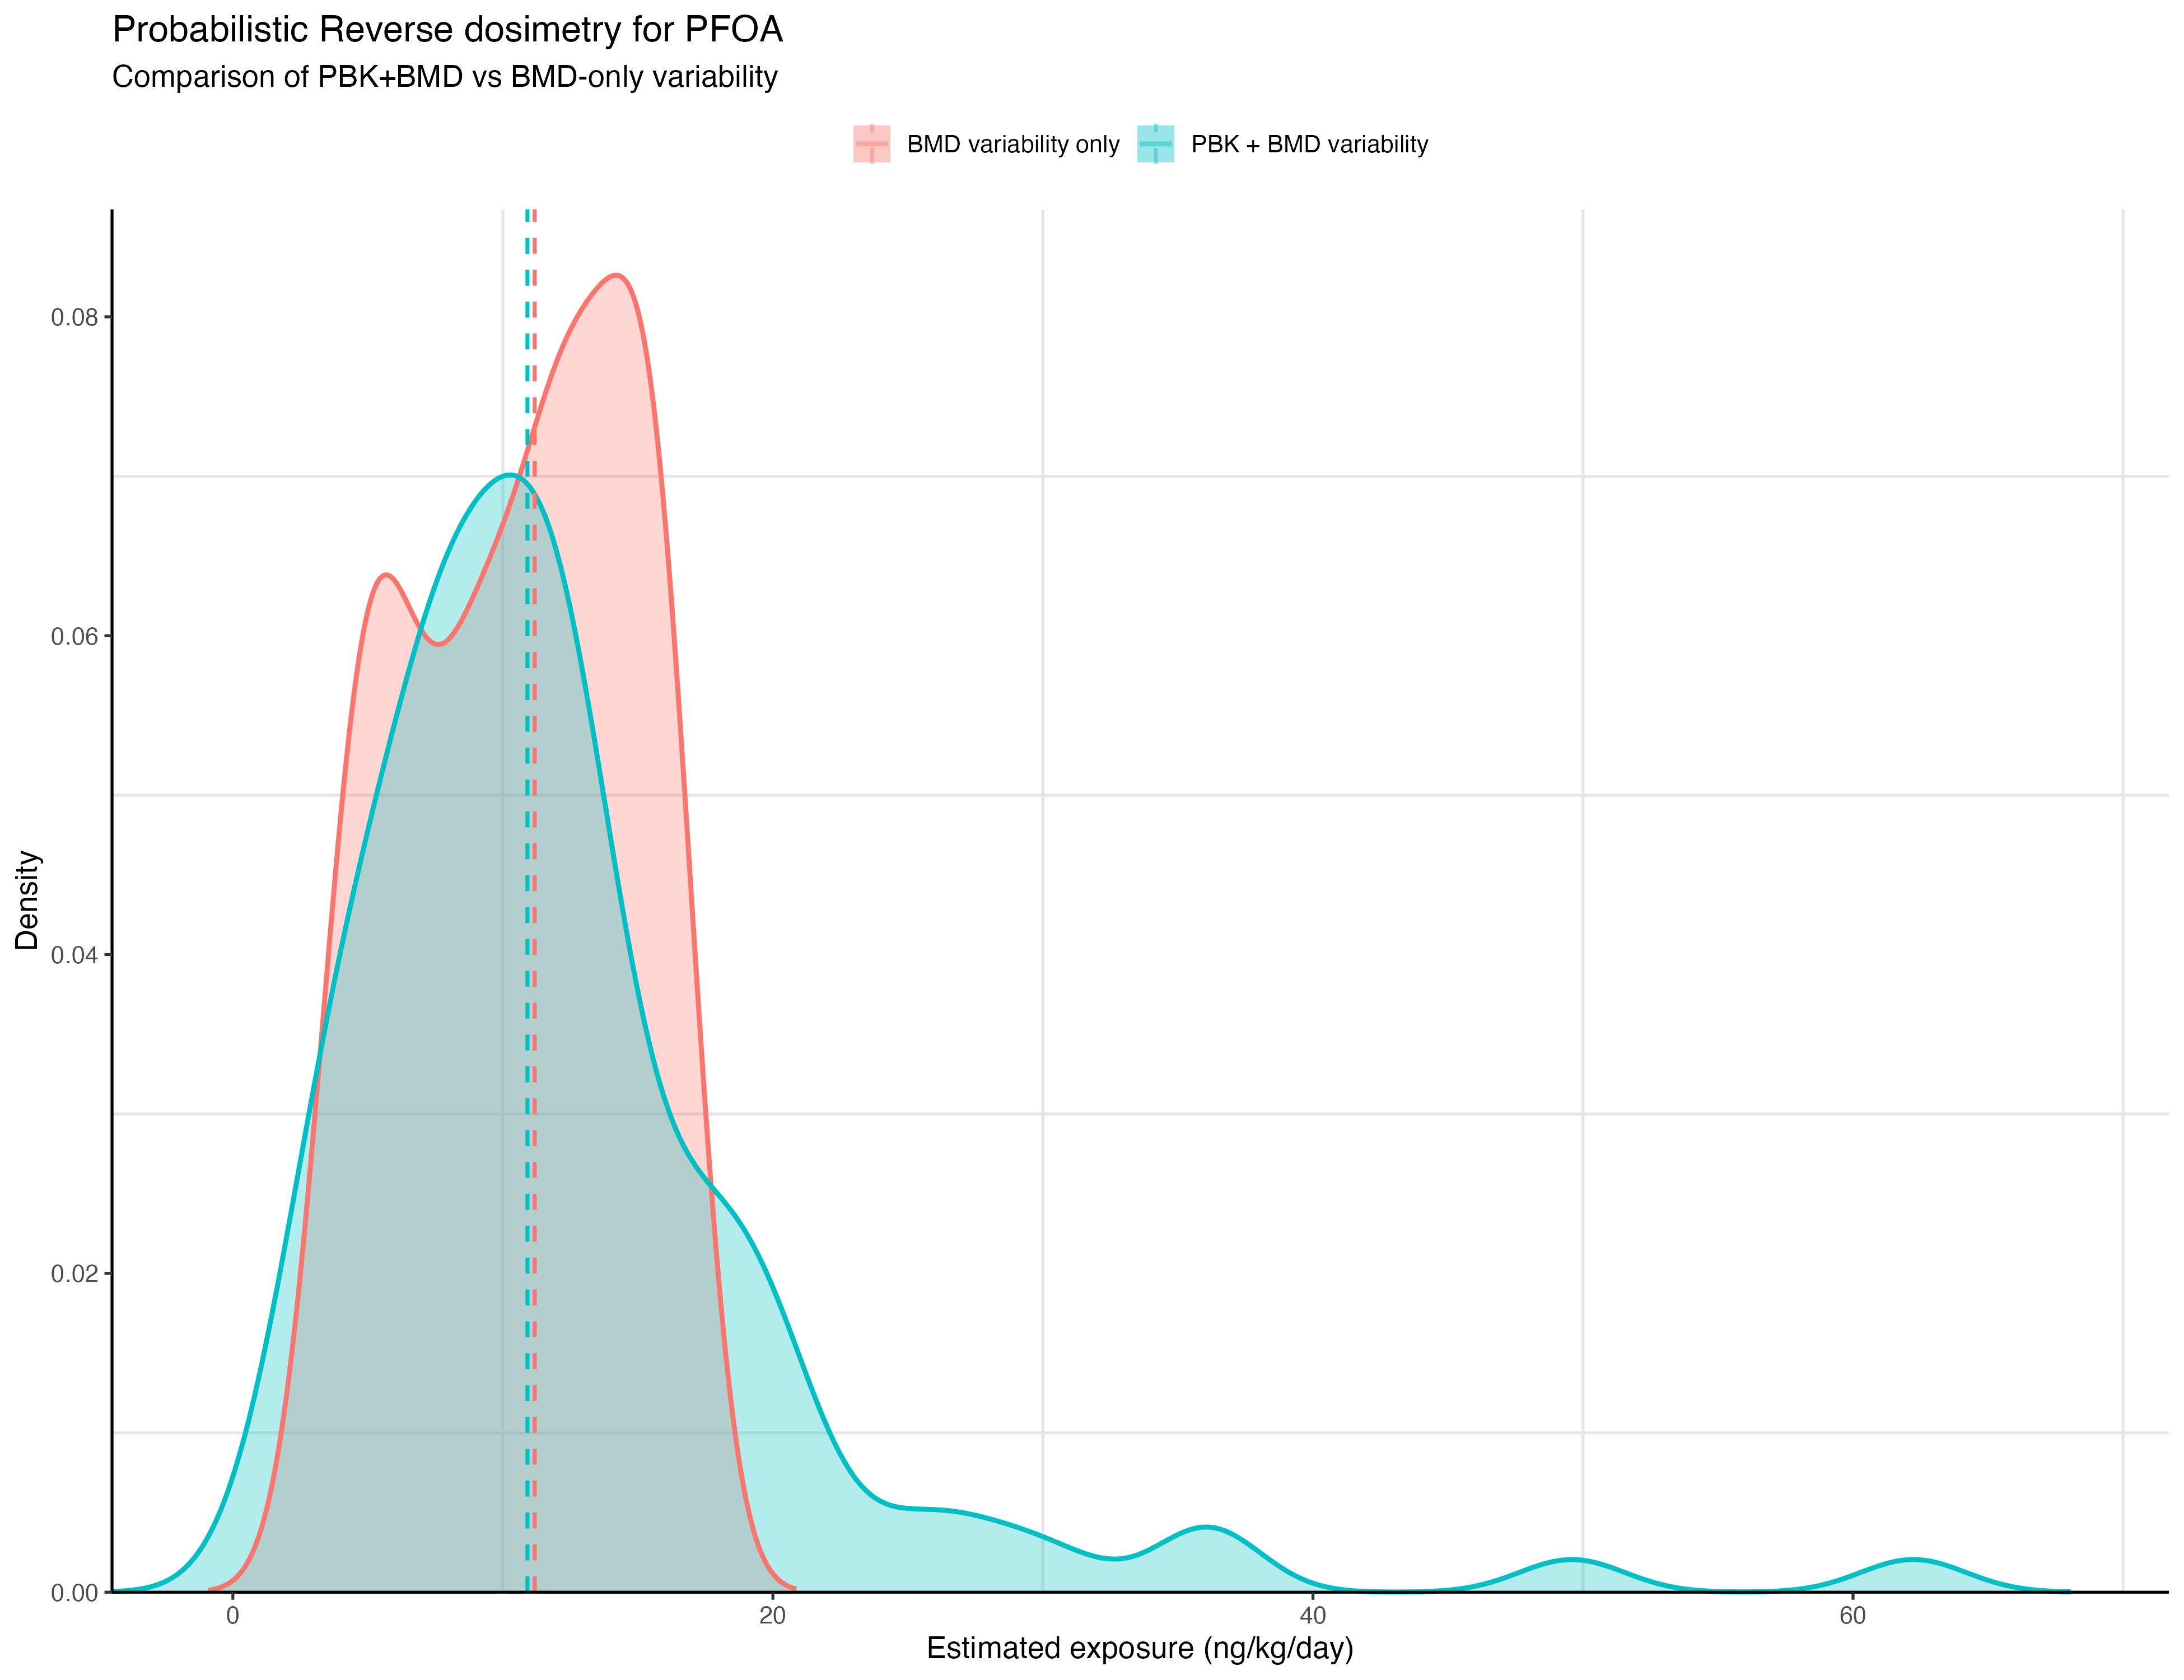 Probabilistic Reverse dosimetry for PFOA
Comparison of PBK+BMD vs BMD-only variability
BMD variability only PBK + BMD variability
0.08
0.06
0.04
0.02
0.00
Density
0 20 40 60
Estimated exposure (ng/kg/day)